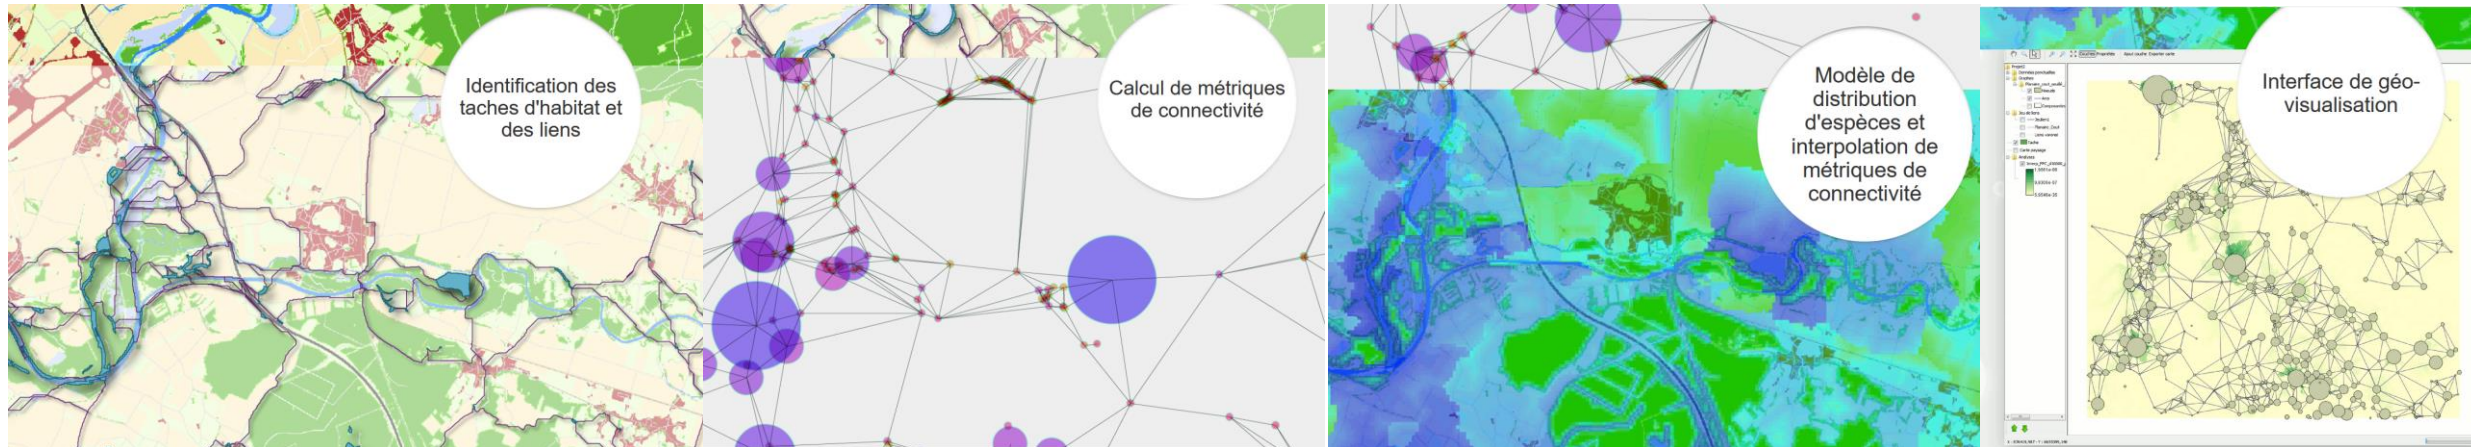 Identification des
taches d'habitat et
des liens
Calcul de métriques
de connectivité
Modèle de
distribution
d'espèces et
interpolation de
métriques de
connectivité
Interface de géo-
visualisation